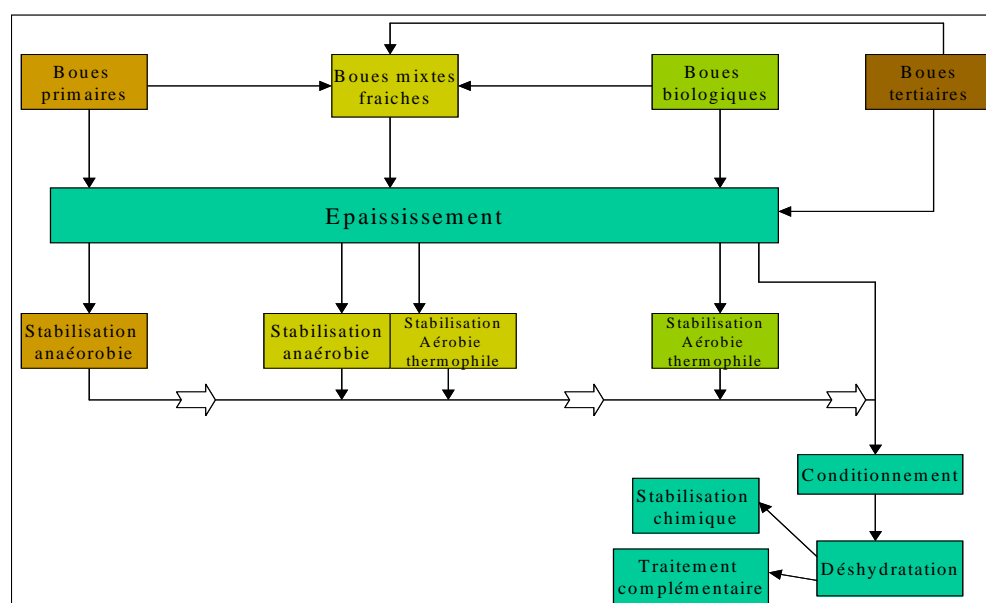 Boues
primaires
Boues mixtes
fraiches
Boues
biologiques
Boues
tertiaires
Epaississement
Stabilisation
anaéorobie
Stabilisation
anaérobie
Stabilisation
Aérobie
thermophile
Stabilisation
Aérobie
thermophile
Conditionnement
Stabilisation
chimique
Déshydratation
Traitement
complémentaire